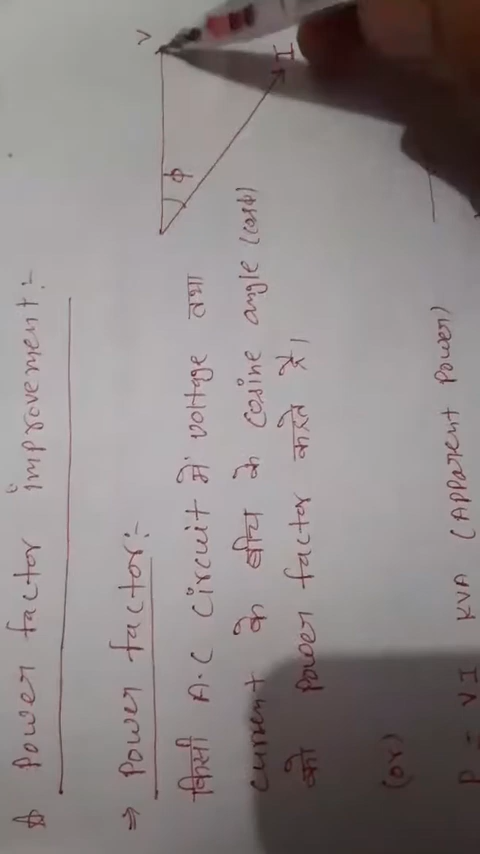 Power factor improvement:-
⇒ Power factor:-
किसी A.C circuit में voltage तथा
current के बीच के cosine angle (cosϕ)
को power factor कहते है।
(or)
P = VI KVA (Apparent power)
V
ϕ
I